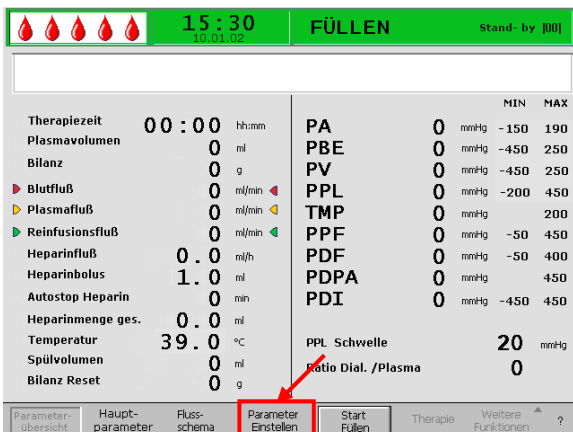 15:30
10.01.02
FÜLLEN
Stand- by |00|
MIN MAX
Therapiezeit 00:00 hh:mm
Plasmavolumen 0 ml
Bilanz 0 g
Blutfluß 0 ml/min
Plasmafluß 0 ml/min
Reinfusionsfluß 0 ml/min
Heparinfluß 0.0 ml/h
Heparinbolus 1.0 ml
Autostop Heparin 0 min
Heparinmenge ges. 0.0 ml
Temperatur 39.0 °C
Spülvolumen 0 ml
Bilanz Reset 0 g
PA 0 mmHg -150 190
PBE 0 mmHg -450 250
PV 0 mmHg -450 250
PPL 0 mmHg -200 450
TMP 0 mmHg 200
PPF 0 mmHg -50 450
PDF 0 mmHg -50 400
PDPA 0 mmHg 450
PDI 0 mmHg -450 450
PPL Schwelle 20 mmHg
Ratio Dial. /Plasma 0
Parameter-
übersicht
Haupt-
parameter
Fluss-
schema
Parameter
Einstellen
Start
Füllen
Therapie
Weitere
Funktionen
?